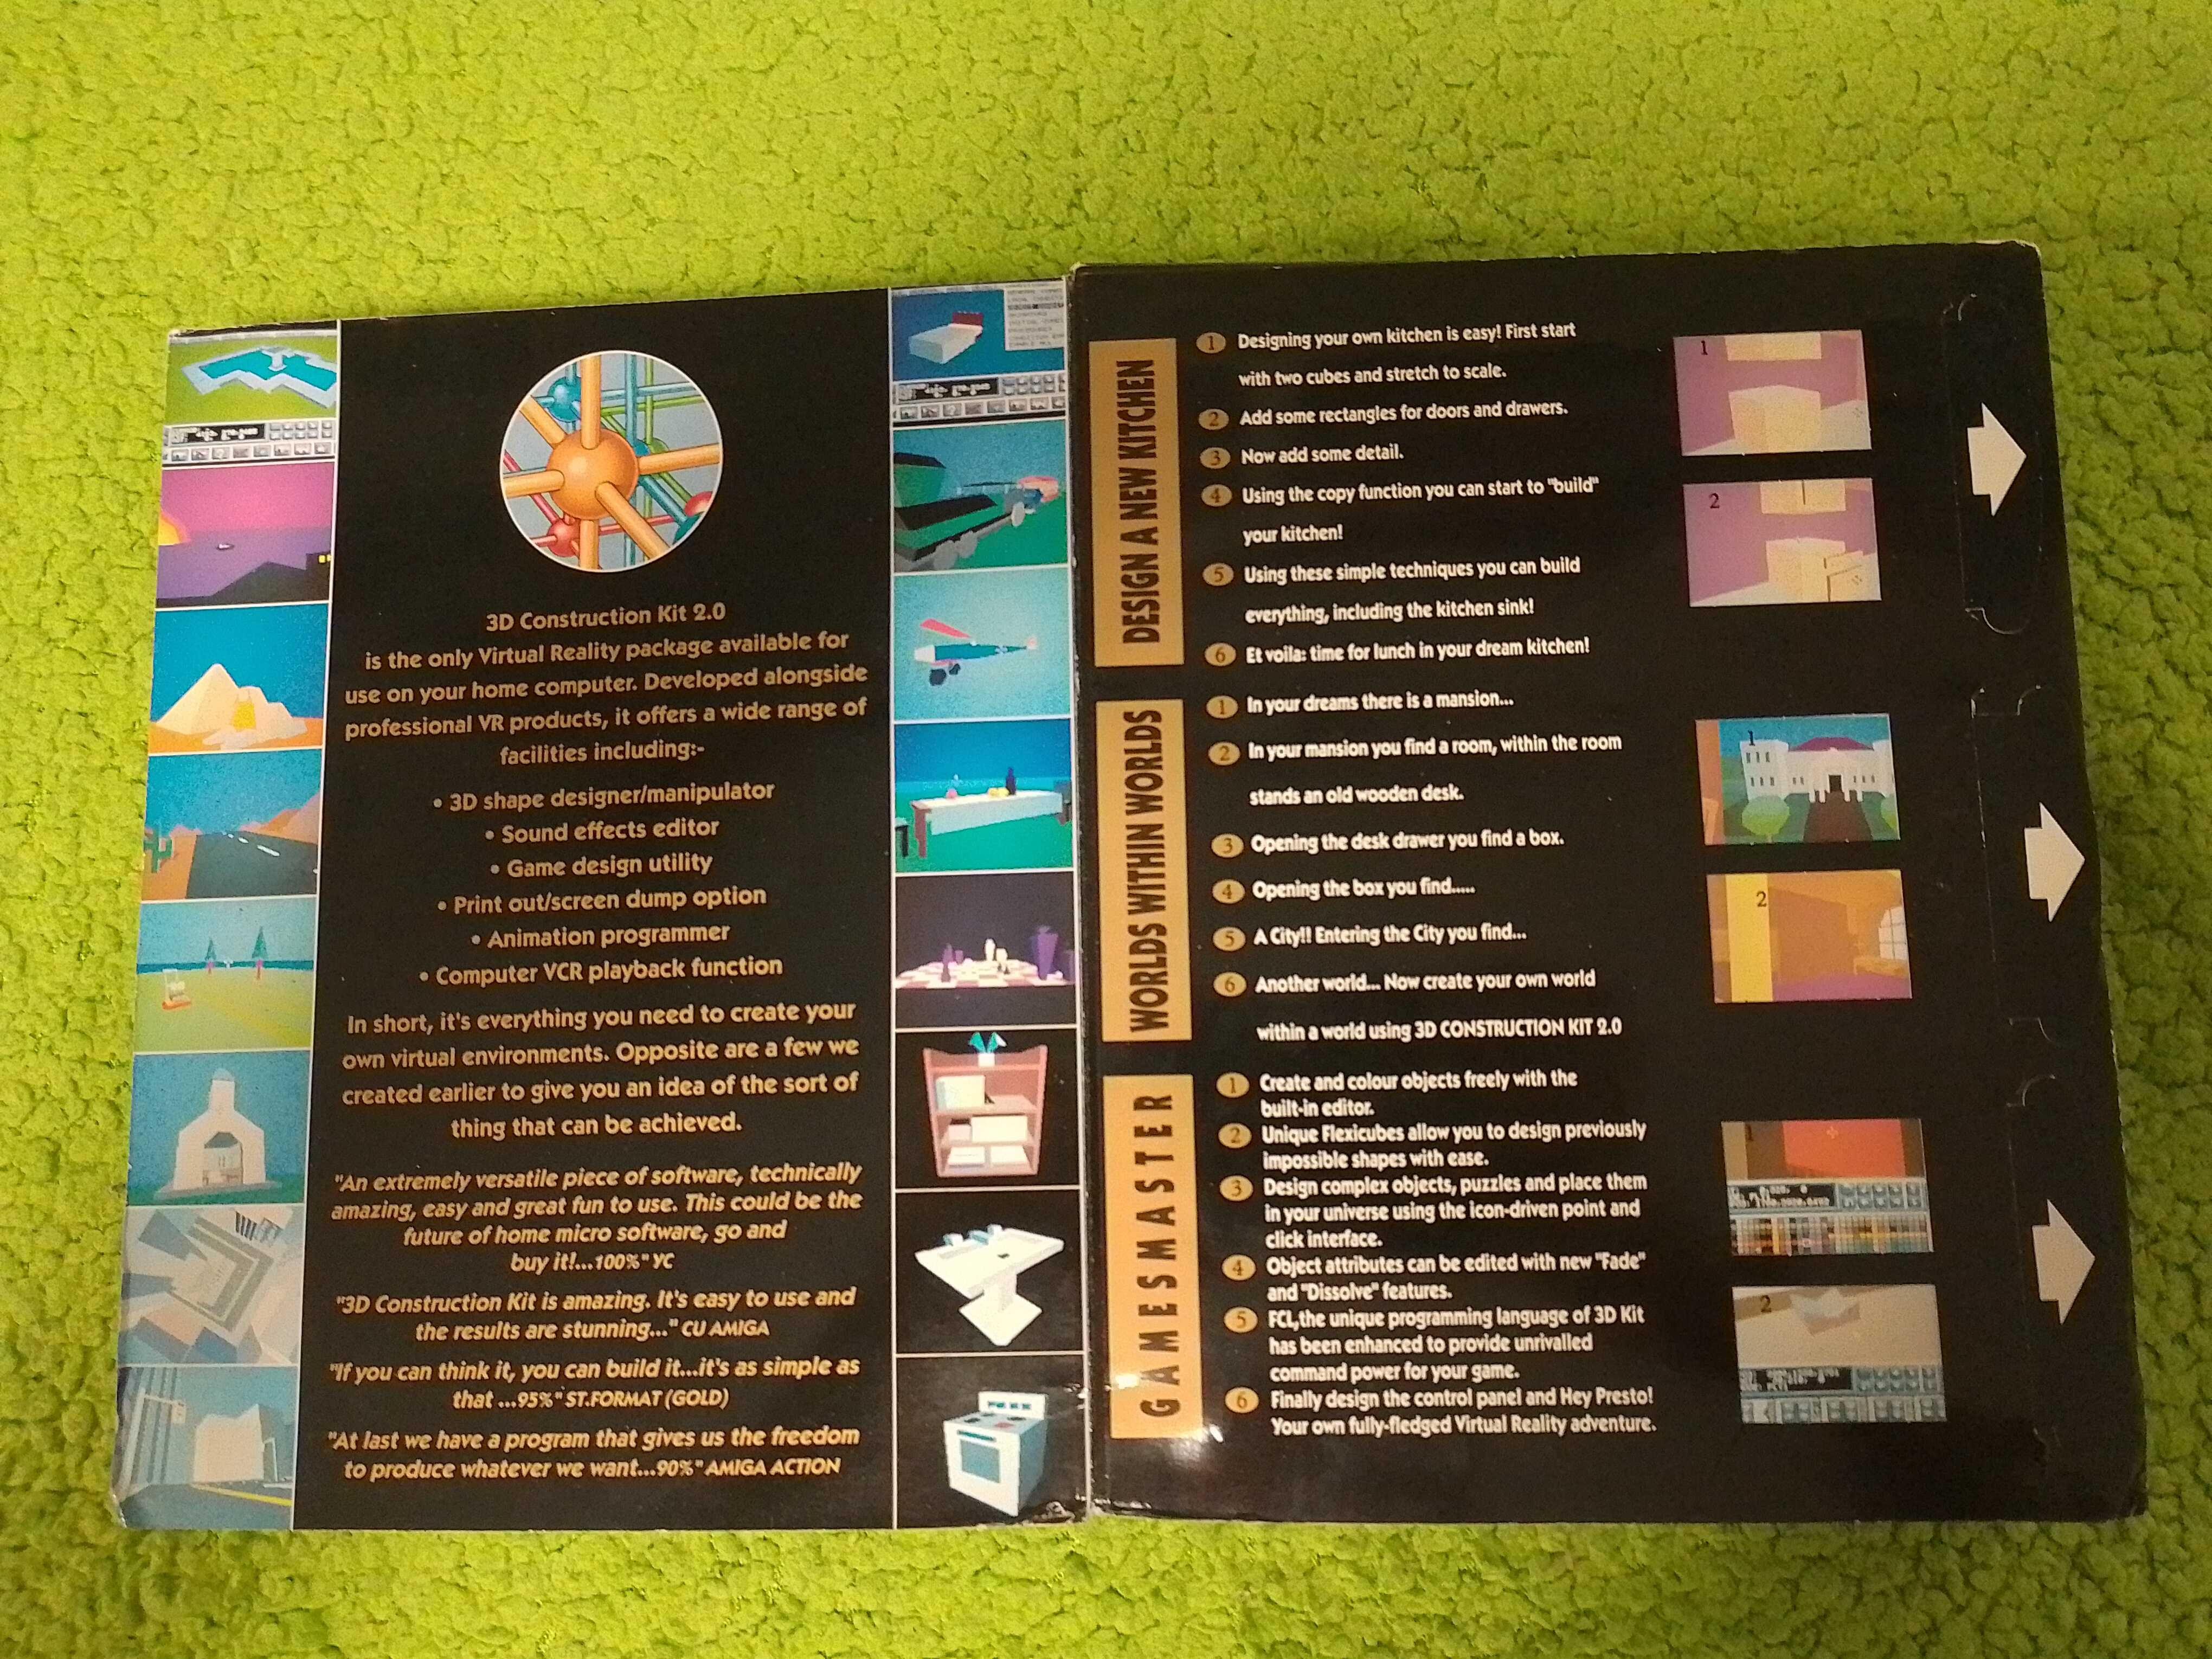 3D Construction Kit 2.0
is the only Virtual Reality package available for
use on your home computer. Developed alongside
professional VR products, it offers a wide range of
facilities including:-
• 3D shape designer/manipulator
• Sound effects editor
• Game design utility
• Print out/screen dump option
• Animation programmer
• Computer VCR playback function
In short, it's everything you need to create your
own virtual environments. Opposite are a few we
created earlier to give you an idea of the sort of
thing that can be achieved.
"An extremely versatile piece of software, technically
amazing, easy and great fun to use. This could be the
future of home micro software, go and
buy it!...100%" YC
"3D Construction Kit is amazing. It's easy to use and
the results are stunning..." CU AMIGA
"If you can think it, you can build it...it's as simple as
that ...95%" ST.FORMAT (GOLD)
"At last we have a program that gives us the freedom
to produce whatever we want...90%" AMIGA ACTION
DESIGN A NEW KITCHEN
1 Designing your own kitchen is easy! First start
with two cubes and stretch to scale.
2 Add some rectangles for doors and drawers.
3 Now add some detail.
4 Using the copy function you can start to "build"
your kitchen!
5 Using these simple techniques you can build
everything, including the kitchen sink!
6 Et voila: time for lunch in your dream kitchen!
1
2
WORLDS WITHIN WORLDS
1 In your dreams there is a mansion...
2 In your mansion you find a room, within the room
stands an old wooden desk.
3 Opening the desk drawer you find a box.
4 Opening the box you find.....
5 A City!! Entering the City you find...
6 Another world... Now create your own world
within a world using 3D CONSTRUCTION KIT 2.0
1
2
GAMESMASTER
1 Create and colour objects freely with the
built-in editor.
2 Unique Flexicubes allow you to design previously
impossible shapes with ease.
3 Design complex objects, puzzles and place them
in your universe using the icon-driven point and
click interface.
4 Object attributes can be edited with new "Fade"
and "Dissolve" features.
5 FCL,the unique programming language of 3D Kit
has been enhanced to provide unrivalled
command power for your game.
6 Finally design the control panel and Hey Presto!
Your own fully-fledged Virtual Reality adventure.
1
2